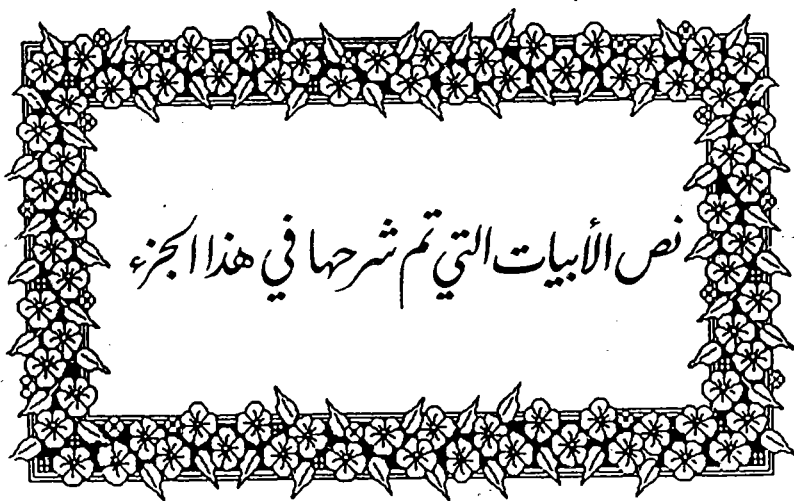 نص الأبيات التي تم شرحها في هذا الجزء